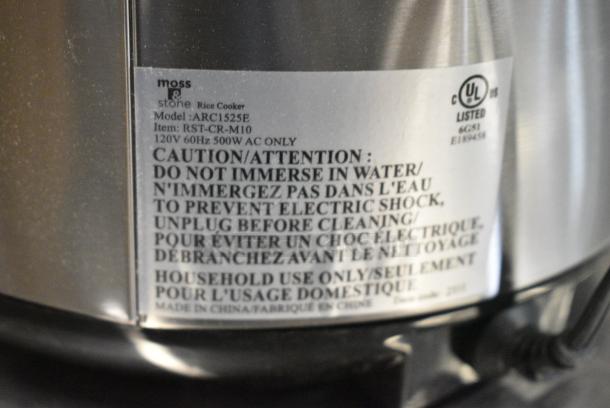 moss
&
stone Rice Cooker
Model :ARC1525E
Item: RST-CR-M10
120V 60Hz 500W AC ONLY
C UL US
LISTED
6G51
E189458
CAUTION/ATTENTION :
DO NOT IMMERSE IN WATER/
N'IMMERGEZ PAS DANS L'EAU
TO PREVENT ELECTRIC SHOCK,
UNPLUG BEFORE CLEANING/
POUR ÉVITER UN CHOC ÉLECTRIQUE,
DÉBRANCHEZ AVANT LE NETTOYAGE
HOUSEHOLD USE ONLY/SEULEMENT
POUR L'USAGE DOMESTIQUE
MADE IN CHINA/FABRIQUÉ EN CHINE
Date code: